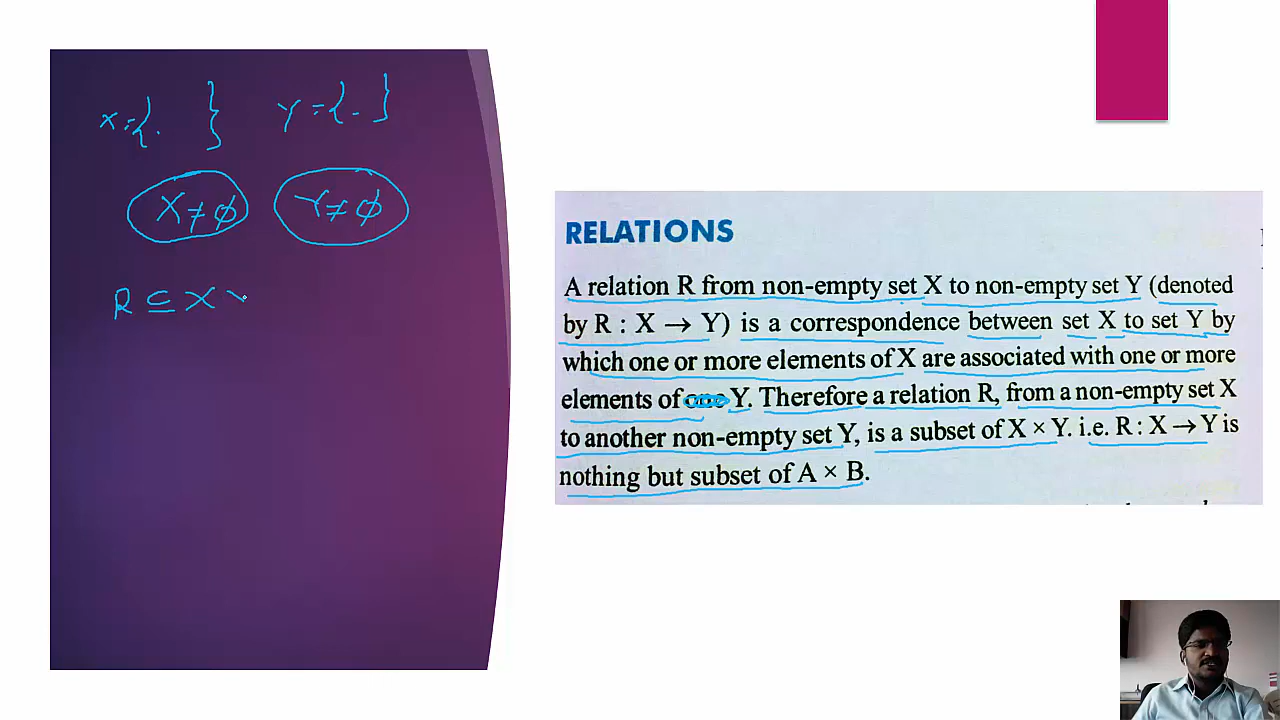 X = { . } Y = { . }
X ≠ φ Y ≠ φ
R ⊆ X
RELATIONS
A relation R from non-empty set X to non-empty set Y (denoted
by R : X → Y) is a correspondence between set X to set Y by
which one or more elements of X are associated with one or more
elements of one Y. Therefore a relation R, from a non-empty set X
to another non-empty set Y, is a subset of X × Y. i.e. R : X → Y is
nothing but subset of A × B.